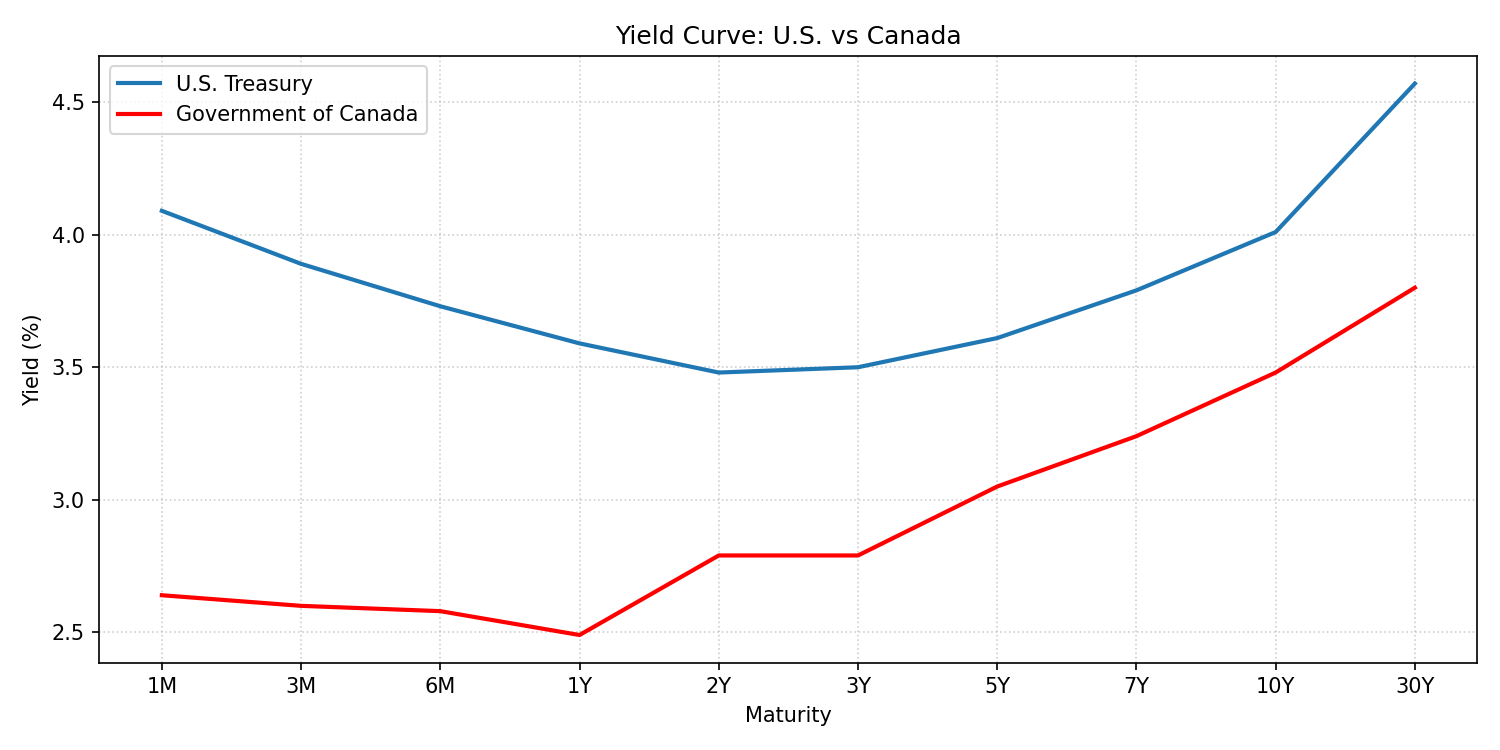 Yield Curve: U.S. vs Canada
U.S. Treasury
Government of Canada
Yield (%)
4.5
4.0
3.5
3.0
2.5
1M 3M 6M 1Y 2Y 3Y 5Y 7Y 10Y 30Y
Maturity